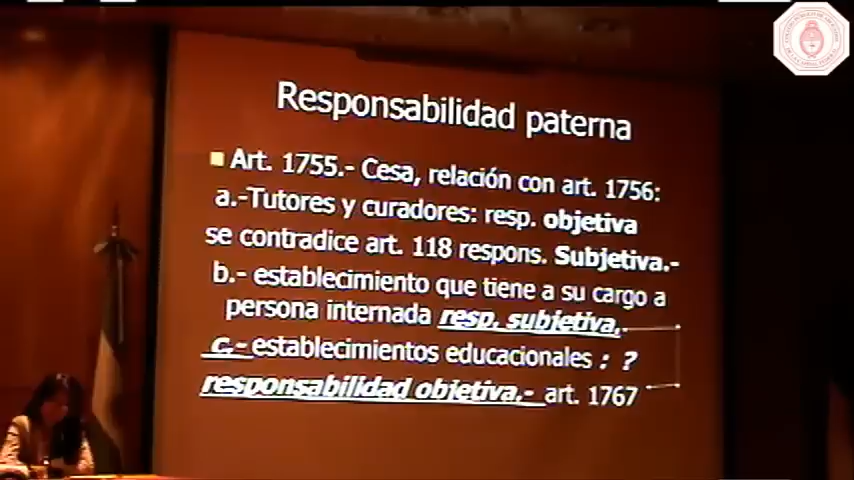 Responsabilidad paterna
Art. 1755.- Cesa, relación con art. 1756:
a.-Tutores y curadores: resp. objetiva
se contradice art. 118 respons. Subjetiva.-
b.- establecimiento que tiene a su cargo a
persona internada resp. subjetiva.-
c.- establecimientos educacionales : ?
responsabilidad objetiva.- art. 1767